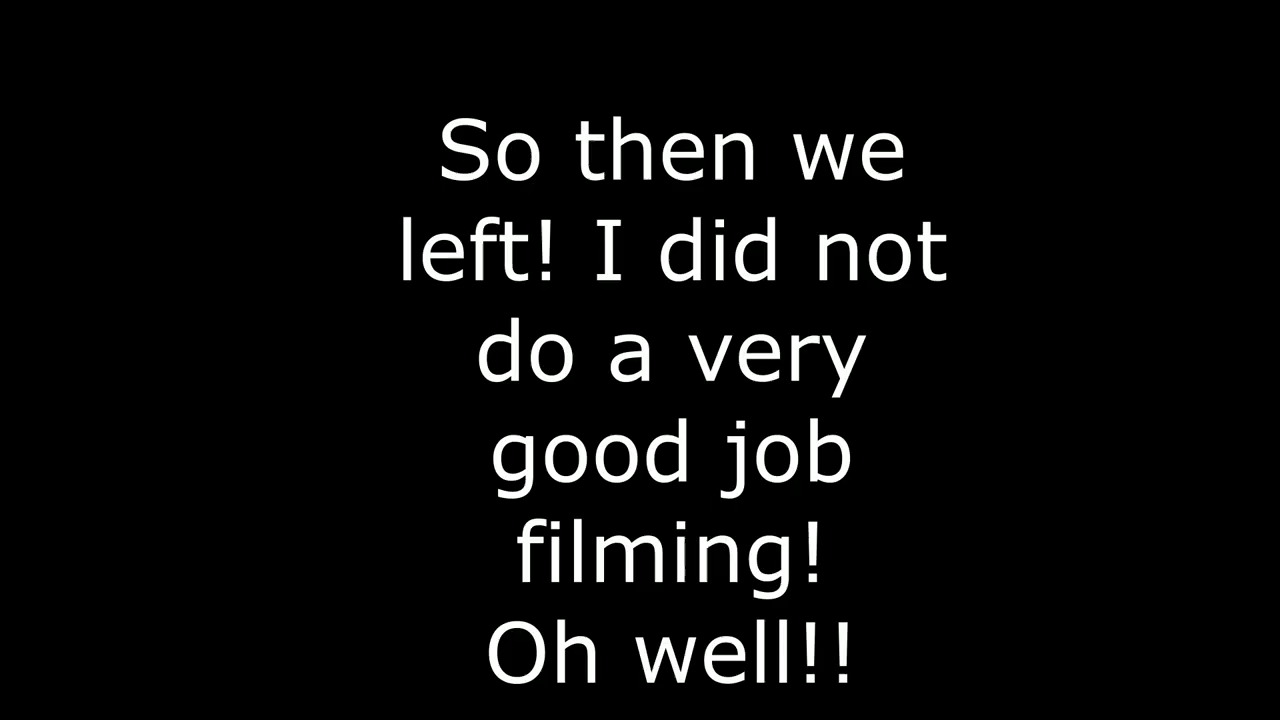 So then we
left! I did not
do a very
good job
filming!
Oh well!!